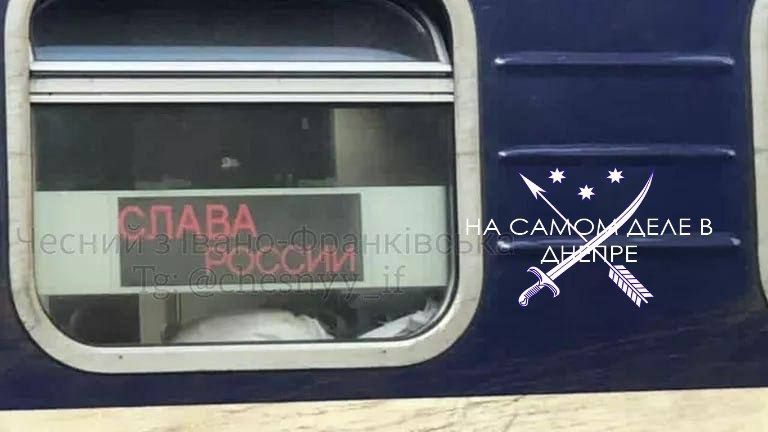 СЛАВА
РОССИИ
Чесний з Івано-Франківська
Tg: @chesnyy_if
НА САМОМ ДЕЛЕ В
ДНЕПРЕ